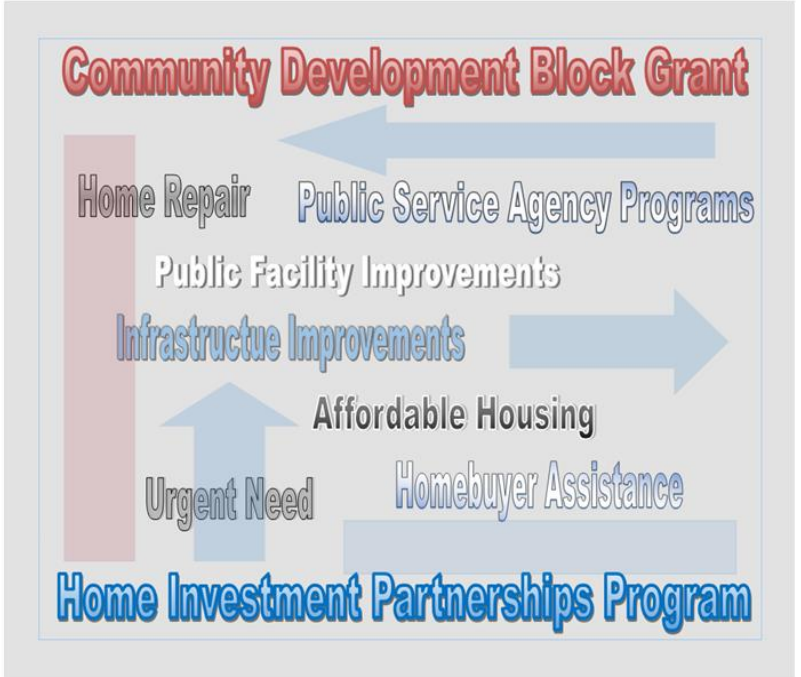 Community Development Block Grant
Home Repair
Public Service Agency Programs
Public Facility Improvements
Infrastructue Improvements
Affordable Housing
Urgent Need
Homebuyer Assistance
Home Investment Partnerships Program